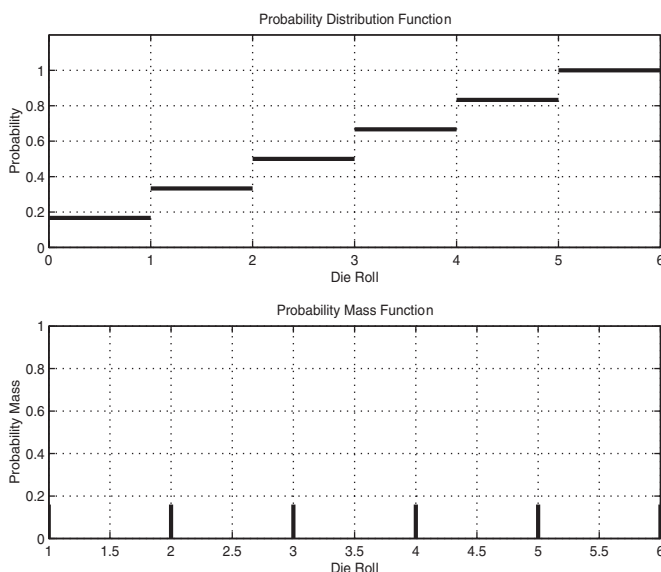 Probability Distribution Function
1
0.8
0.6
0.4
0.2
0
Probability
0 1 2 3 4 5 6
Die Roll
Probability Mass Function
1
0.8
0.6
0.4
0.2
0
Probability Mass
1 1.5 2 2.5 3 3.5 4 4.5 5 5.5 6
Die Roll